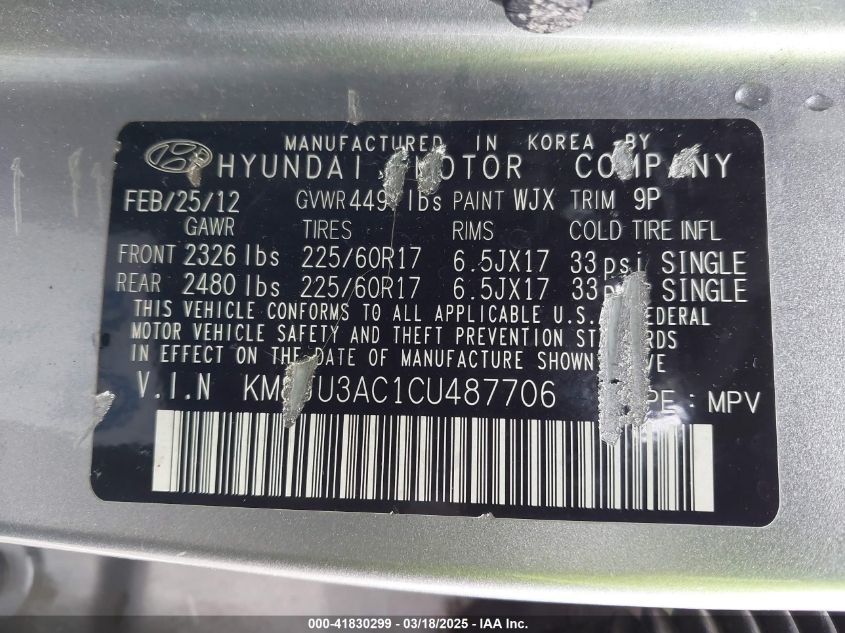 MANUFACTURED IN KOREA BY
HYUNDAI MOTOR COMPANY
FEB/25/12 GVWR lbs PAINT WJX TRIM 9P
GAWR TIRES RIMS COLD TIRE INFL
FRONT 2326 lbs 225/60R17 6.5JX17 33 psi SINGLE
REAR 2480 lbs 225/60R17 6.5JX17 33 SINGLE
THIS VEHICLE CONFORMS TO ALL APPLICABLE U.S. FEDERAL
MOTOR VEHICLE SAFETY AND THEFT PREVENTION STANDARDS
IN EFFECT ON THE DATE OF MANUFACTURE SHOWN
V.I.N : MPV
000-41830299 - 03/18/2025 - IAA Inc.